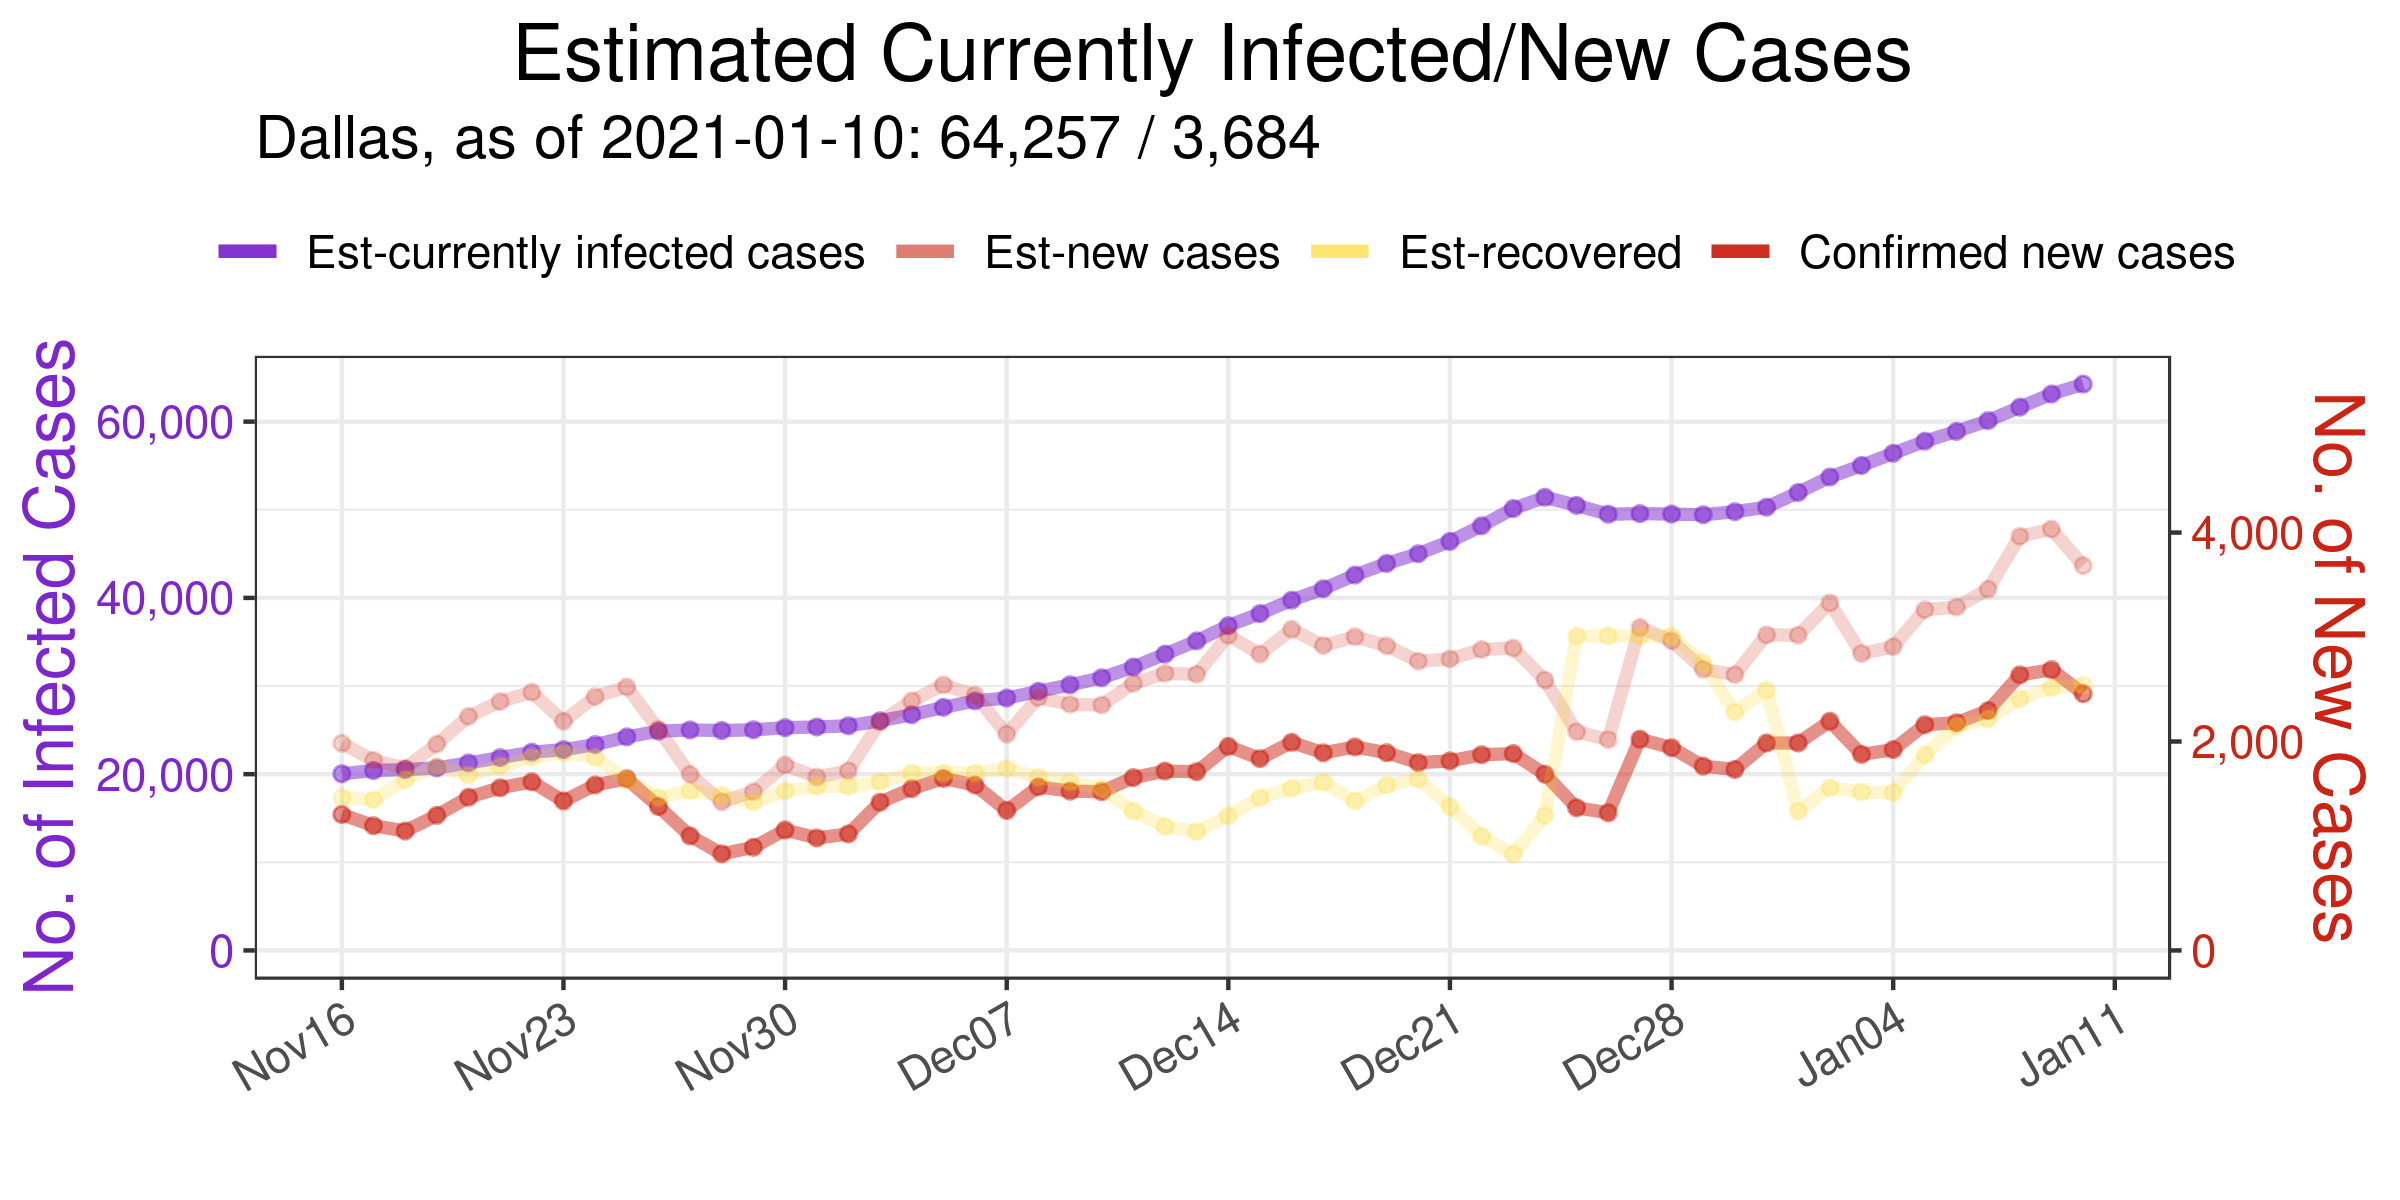 Estimated Currently Infected/New Cases
Dallas, as of 2021-01-10: 64,257 / 3,684
Est-currently infected cases
Est-new cases
Est-recovered
Confirmed new cases
No. of Infected Cases
60,000
40,000
20,000
0
4,000
2,000
0
No. of New Cases
Nov16
Nov23
Nov30
Dec07
Dec14
Dec21
Dec28
Jan04
Jan11